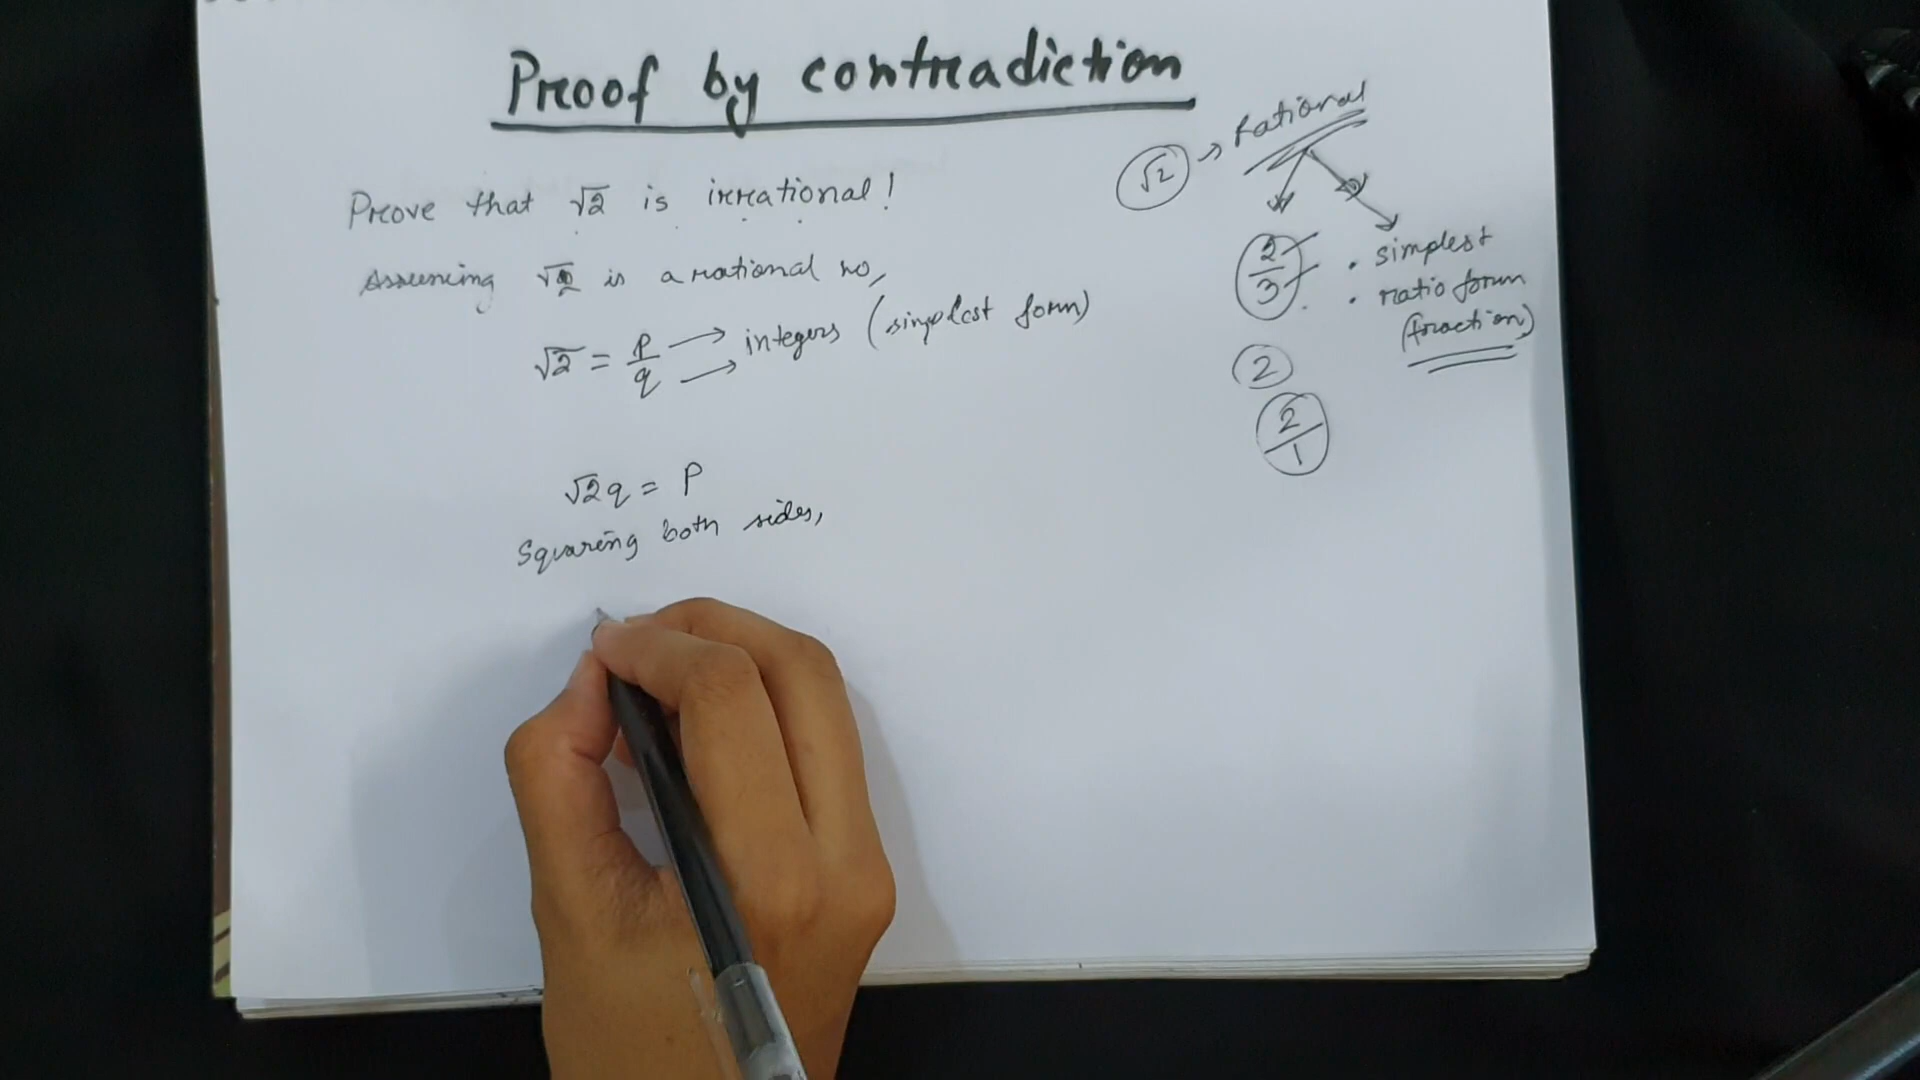 Proof by contradiction
Prove that √2 is irrational!
Assuming √2 is a rational no,
√2 = p/q → integers (simplest form)
√2q = P
Squaring both sides,
√2 → Rational
2/3
• simplest
• ratio form
(fraction)
2
2/1